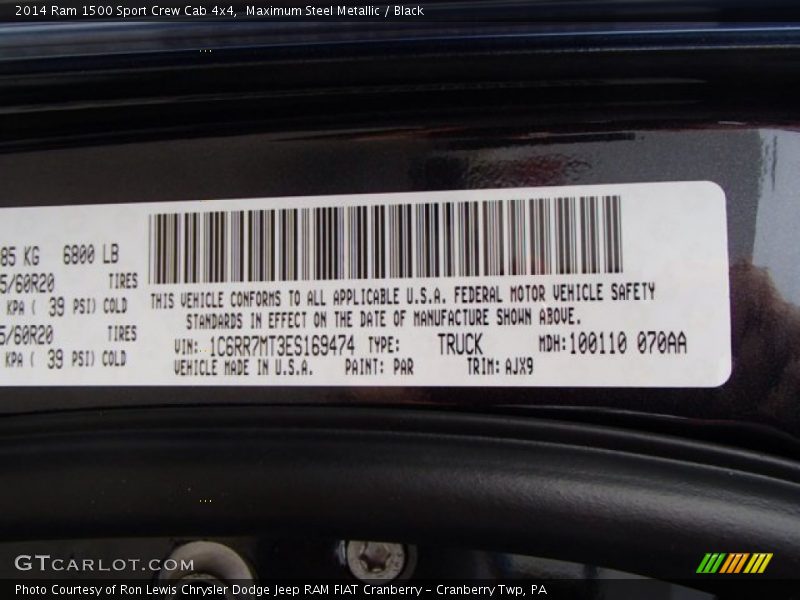 2014 Ram 1500 Sport Crew Cab 4x4,  Maximum Steel Metallic / Black
85 KG   6800 LB
5/60R20   TIRES
KPA ( 39 PSI) COLD
5/60R20   TIRES
KPA ( 39 PSI) COLD
THIS VEHICLE CONFORMS TO ALL APPLICABLE U.S.A. FEDERAL MOTOR VEHICLE SAFETY
STANDARDS IN EFFECT ON THE DATE OF MANUFACTURE SHOWN ABOVE.
VIN: 1C6RR7MT3ES169474 TYPE: TRUCK MDH:100110 070AA
VEHICLE MADE IN U.S.A. PAINT: PAR TRIM: AJX9
GTCARLOT.COM
Photo Courtesy of Ron Lewis Chrysler Dodge Jeep RAM FIAT Cranberry – Cranberry Twp, PA